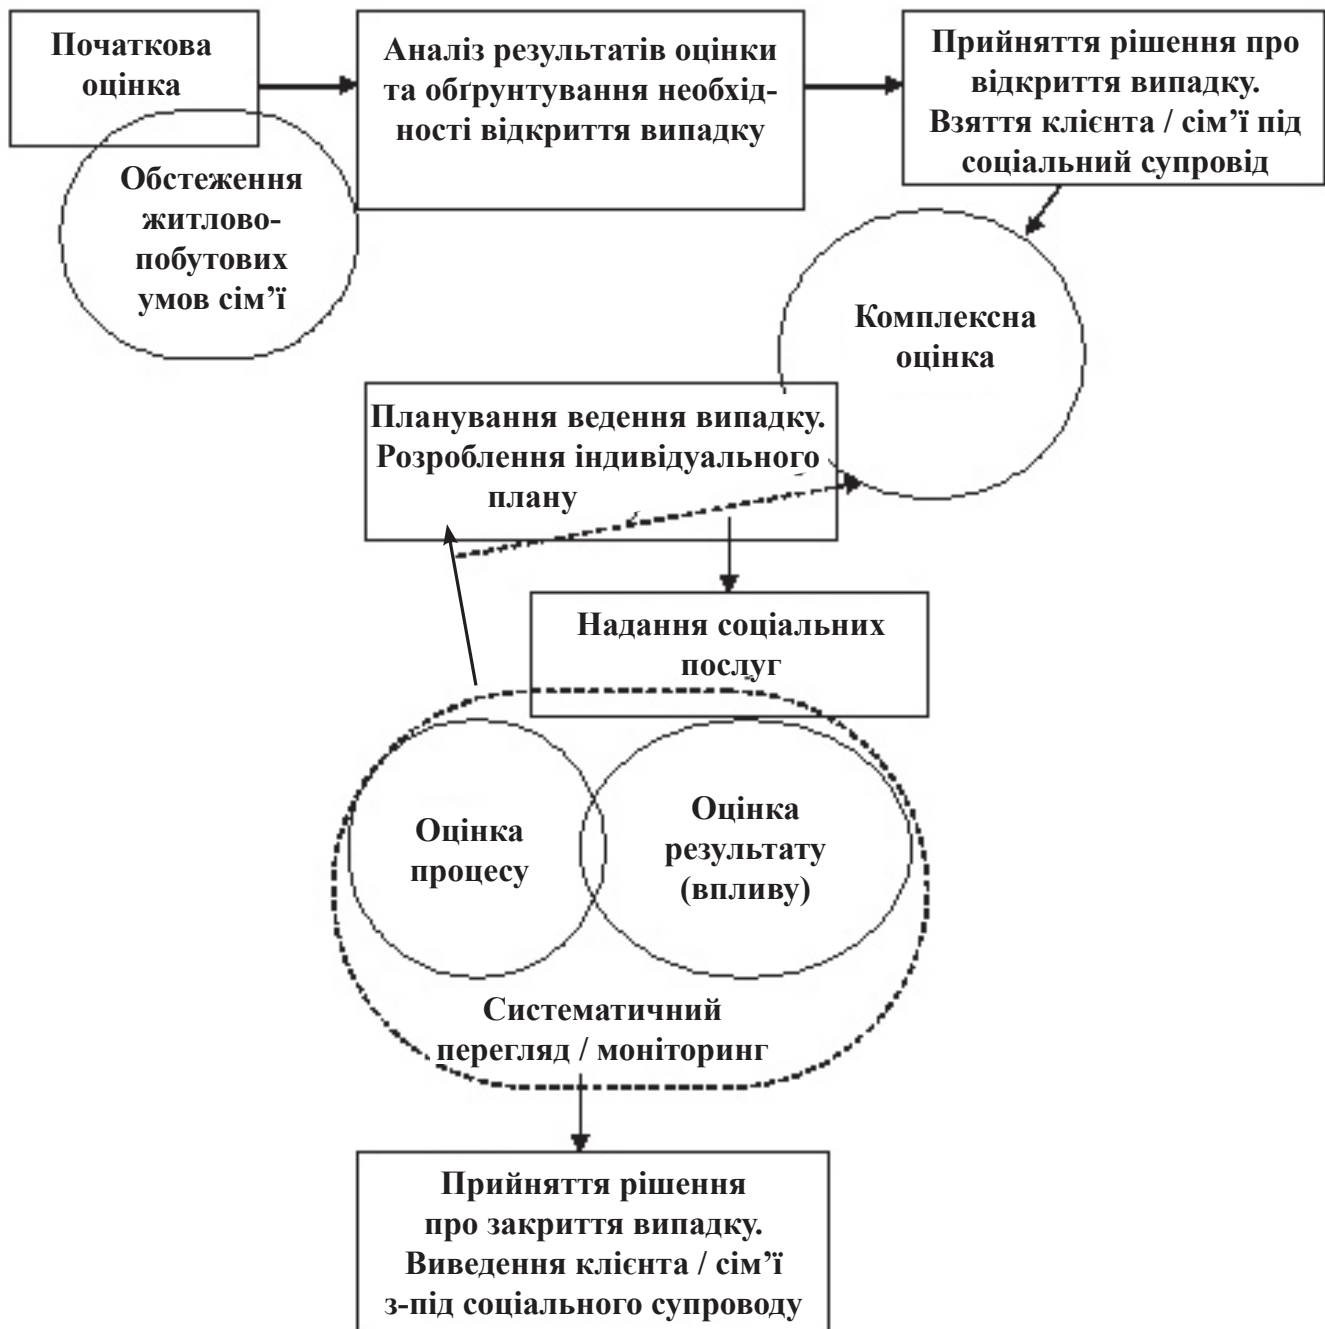 Початкова
оцінка
Аналіз результатів оцінки
та обґрунтування необхід-
ності відкриття випадку
Прийняття рішення про
відкриття випадку.
Взяття клієнта / сім’ї під
соціальний супровід
Обстеження
житлово-
побутових
умов сім’ї
Комплексна
оцінка
Планування ведення випадку.
Розроблення індивідуального
плану
Надання соціальних
послуг
Оцінка
процесу
Оцінка
результату
(впливу)
Систематичний
перегляд / моніторинг
Прийняття рішення
про закриття випадку.
Виведення клієнта / сім’ї
з-під соціального супроводу